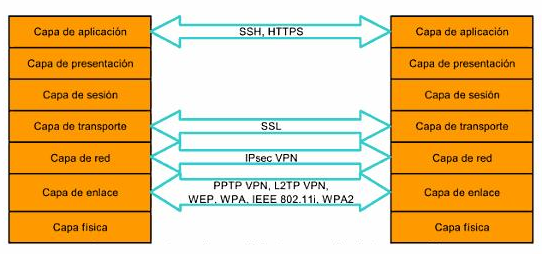 Capa de aplicación SSH, HTTPS Capa de aplicación
Capa de presentación Capa de presentación
Capa de sesión Capa de sesión
Capa de transporte SSL Capa de transporte
Capa de red IPsec VPN Capa de red
Capa de enlace PPTP VPN, L2TP VPN, Capa de enlace
WEP, WPA, IEEE 802.11i, WPA2
Capa física Capa física